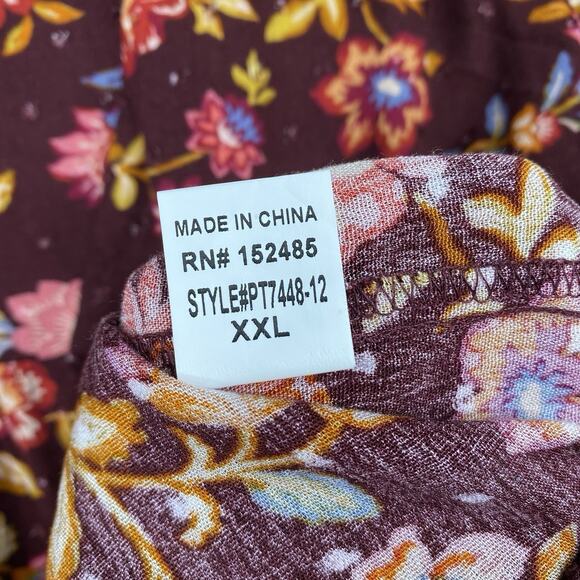 MADE IN CHINA
RN# 152485
STYLE#PT7448-12
XXL